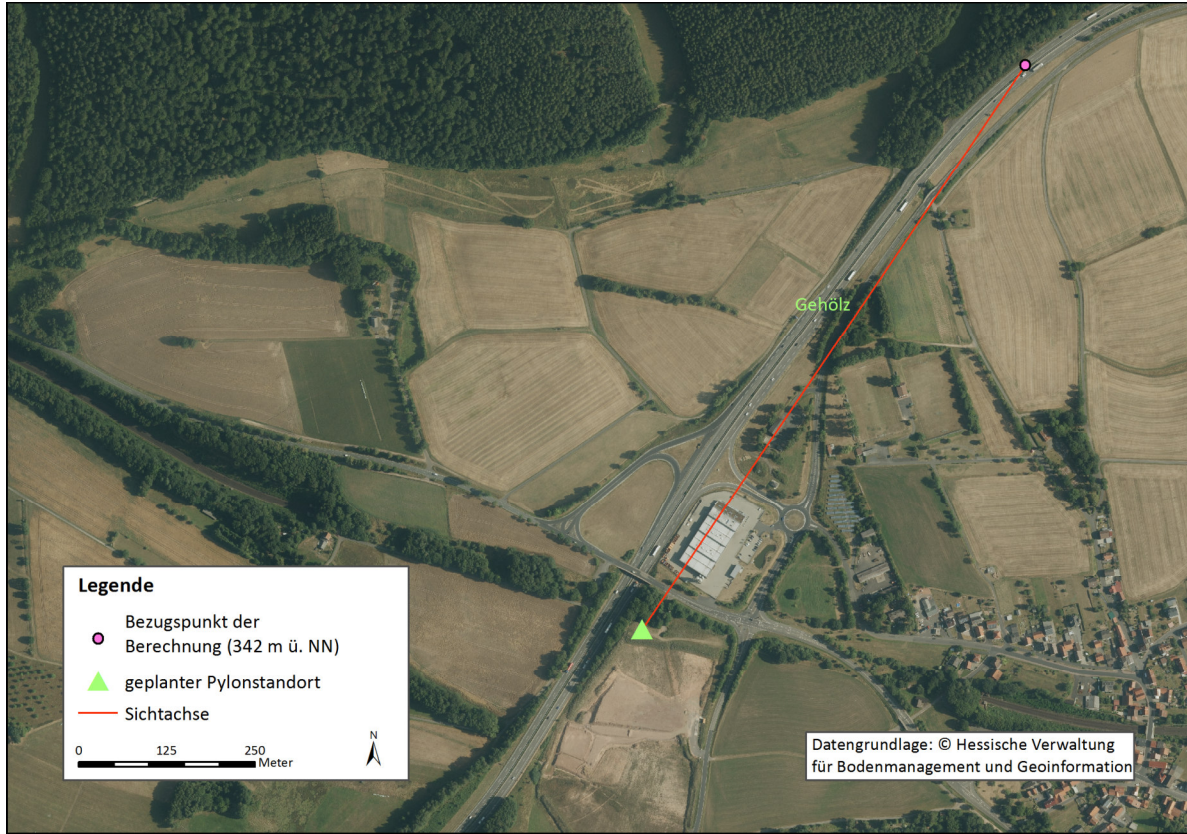 Gehölz
Legende
Bezugspunkt der
Berechnung (342 m ü. NN)
geplanter Pylonstandort
Sichtachse
0 125 250
Meter
N
Datengrundlage: © Hessische Verwaltung
für Bodenmanagement und Geoinformation